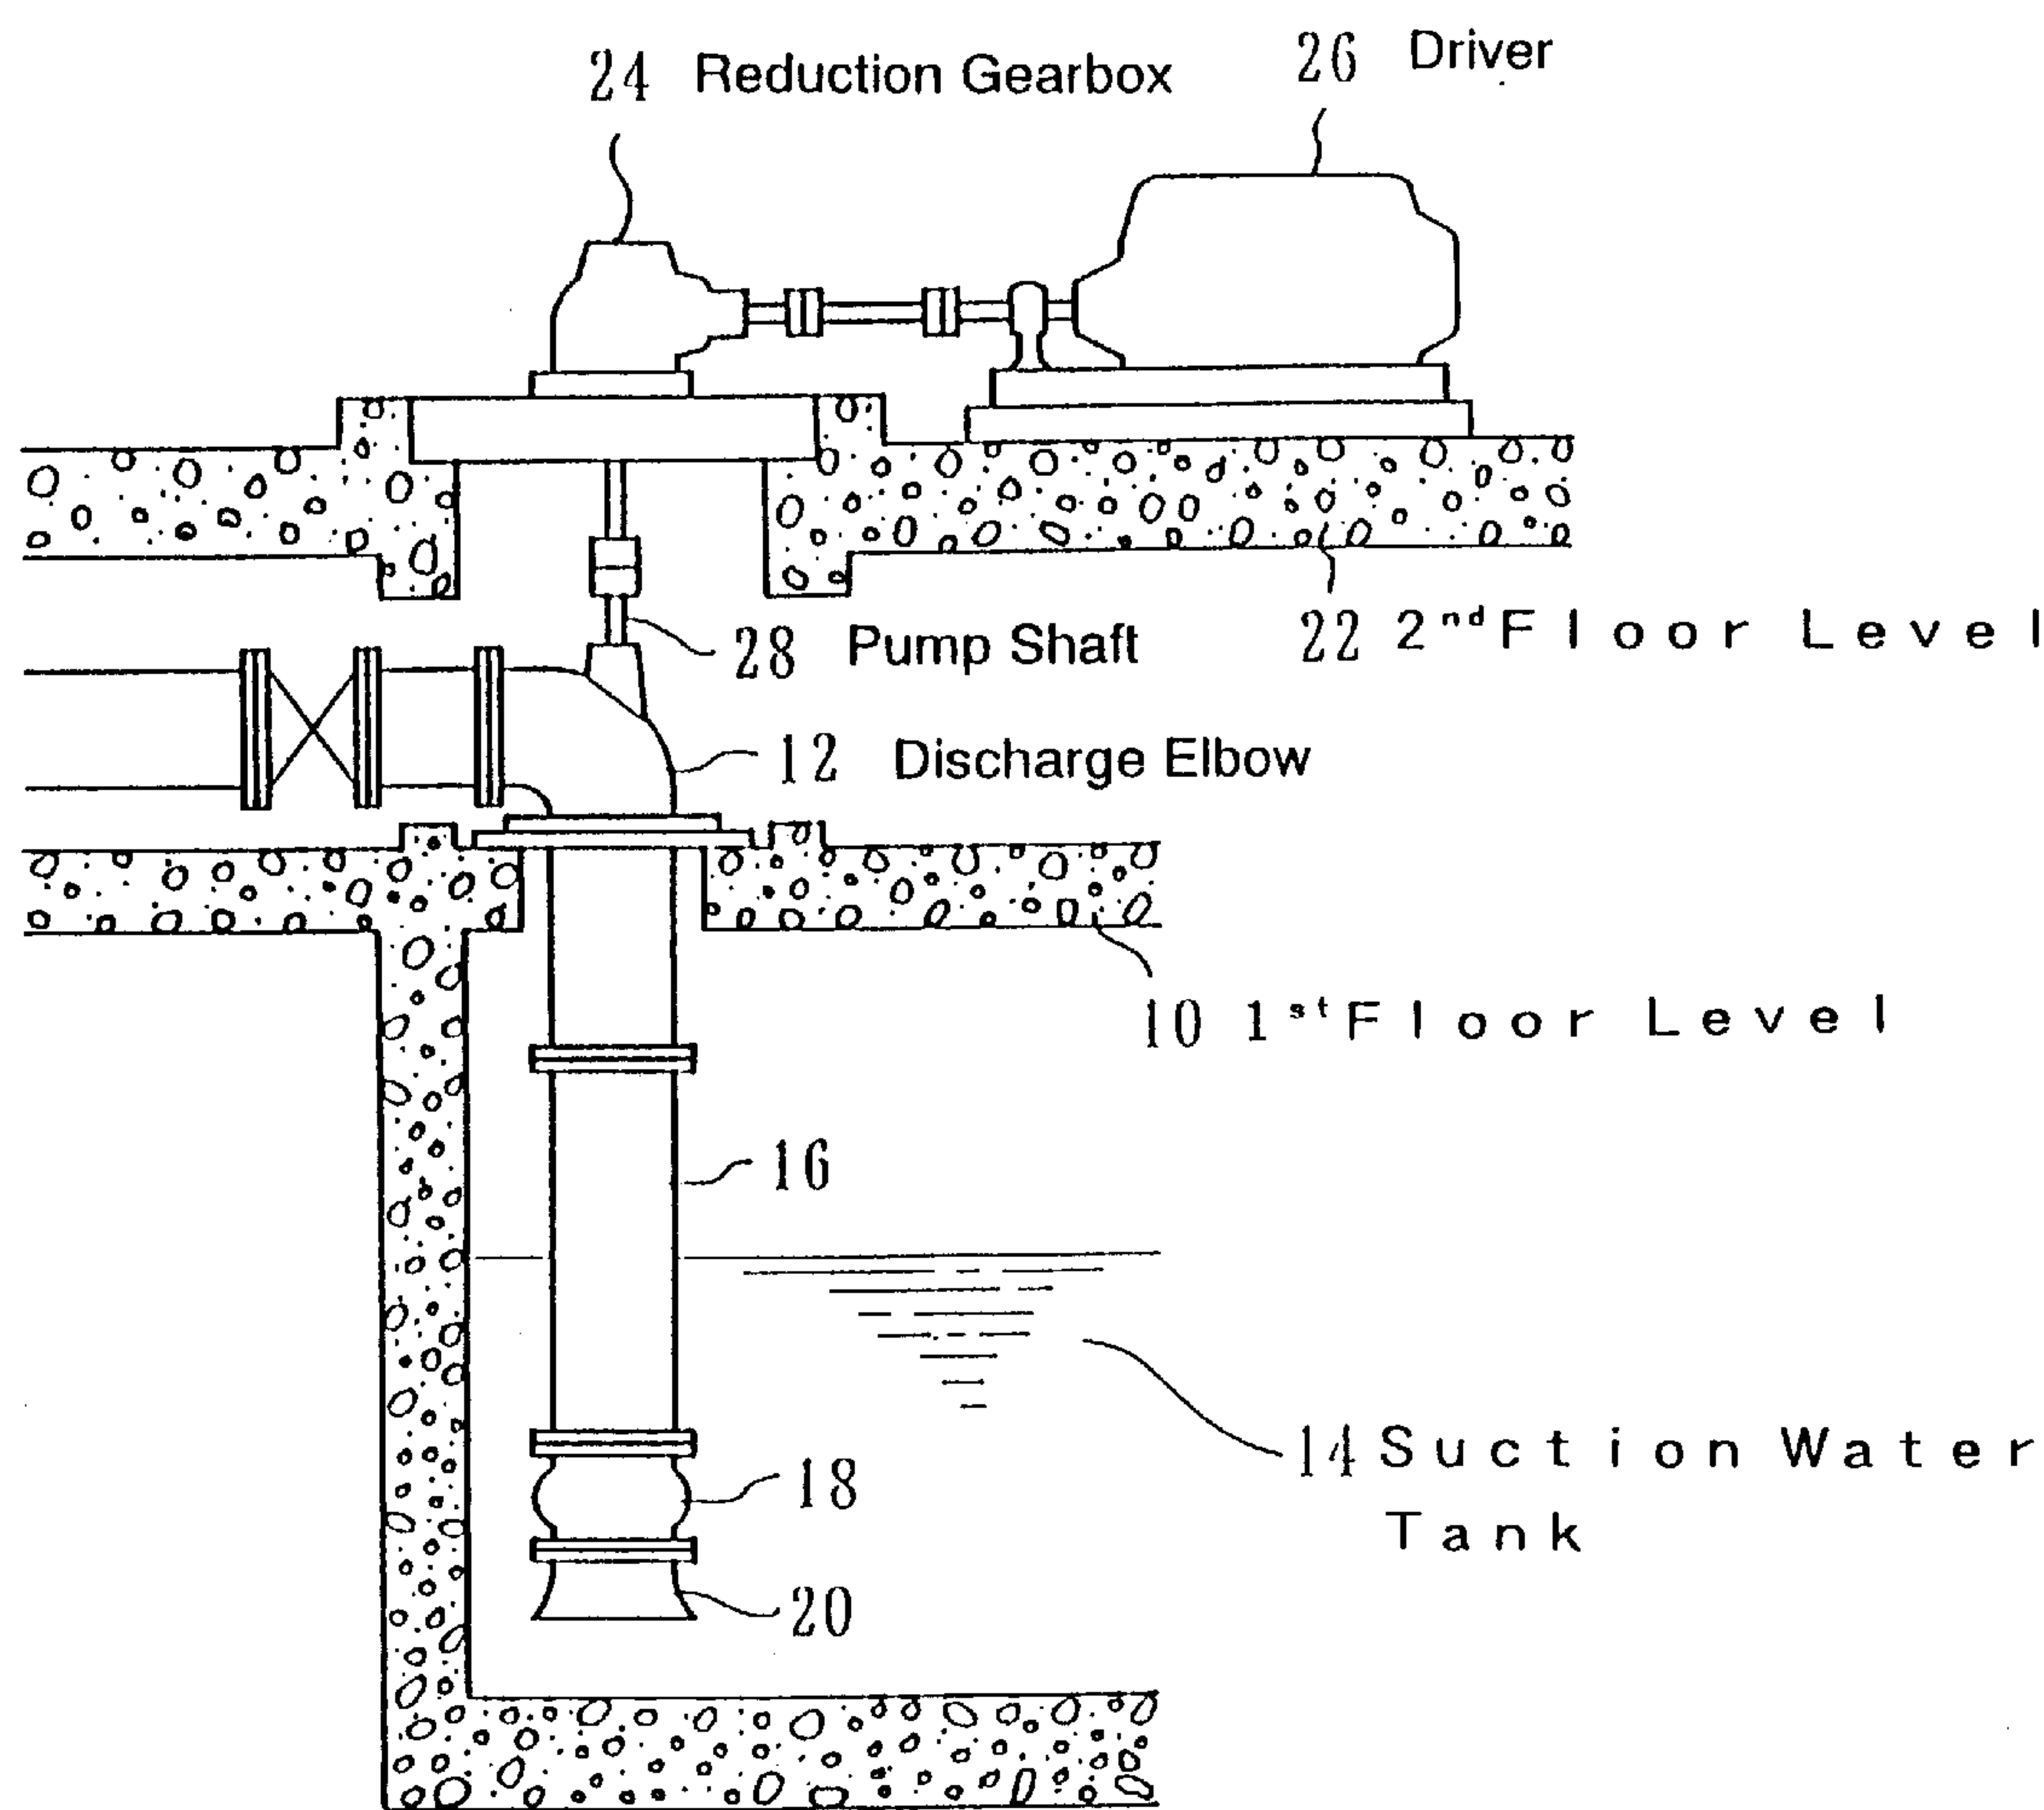 24 Reduction Gearbox
26 Driver
22 2nd Floor Level
28 Pump Shaft
12 Discharge Elbow
10 1st Floor Level
16
14 Suction Water
Tank
18
20